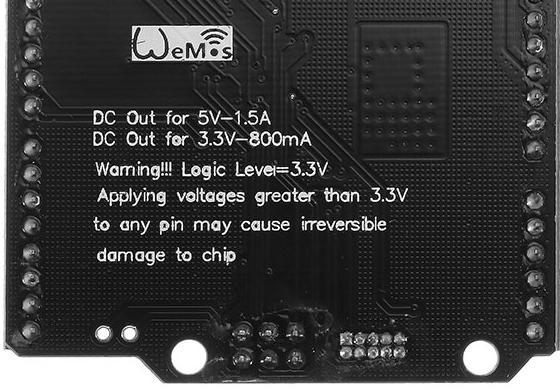 WeMos
DC Out for 5V-1.5A
DC Out for 3.3V-800mA
Warning!!! Logic Level=3.3V
Applying voltages greater than 3.3V
to any pin may cause irreversible
damage to chip